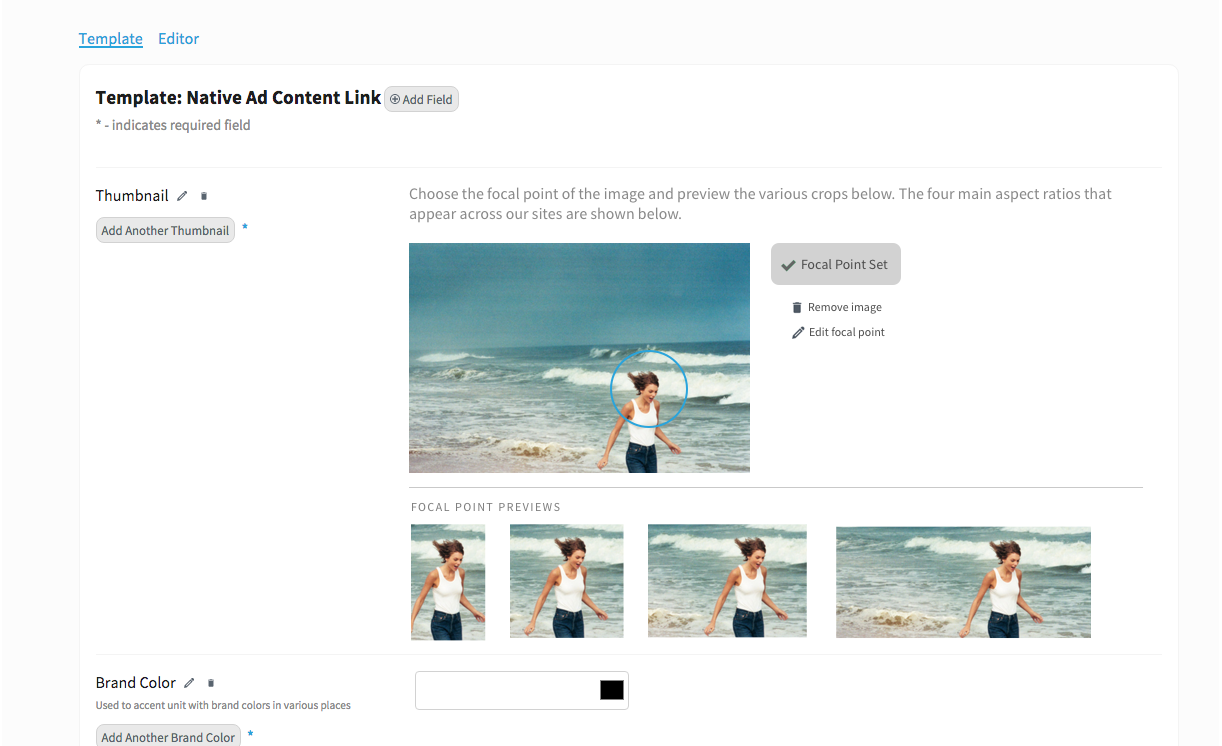 Template Editor
Template: Native Ad Content Link Add Field
* - indicates required field
Thumbnail
Add Another Thumbnail *
Choose the focal point of the image and preview the various crops below. The four main aspect ratios that
appear across our sites are shown below.
Focal Point Set
Remove image
Edit focal point
FOCAL POINT PREVIEWS
Brand Color
Used to accent unit with brand colors in various places
Add Another Brand Color *